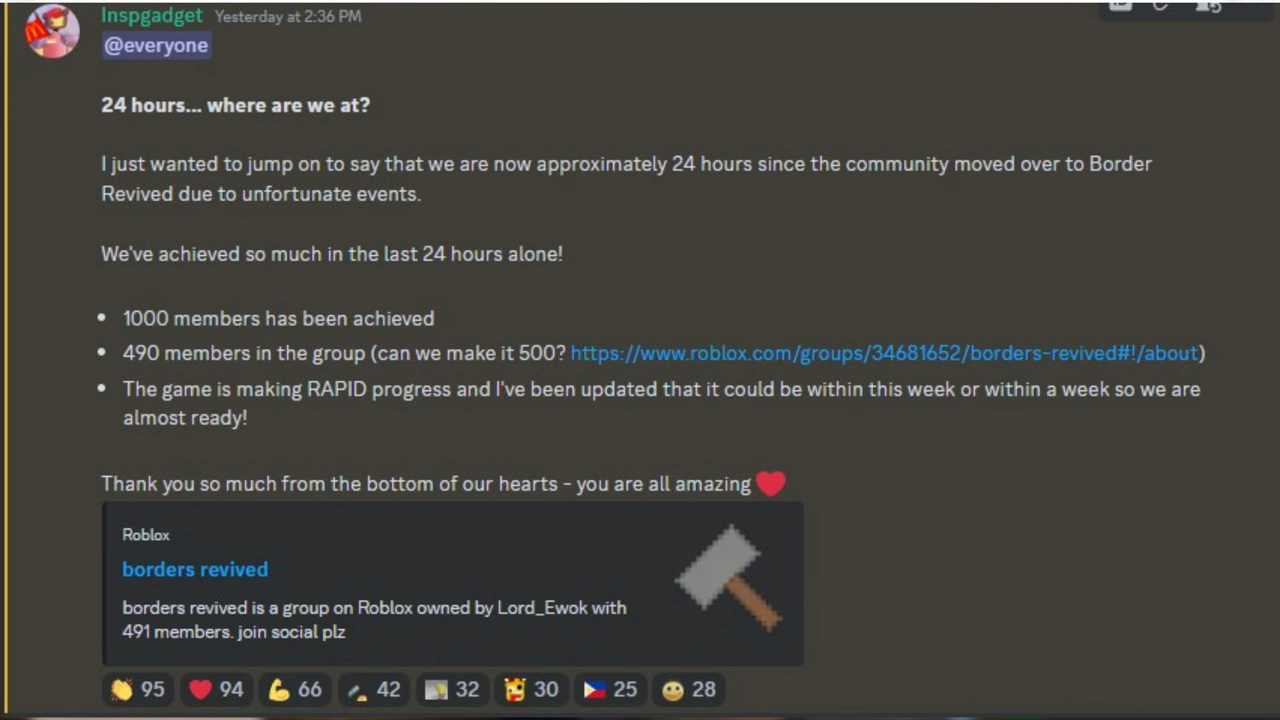 Inspgadget Yesterday at 2:36 PM
@everyone
24 hours... where are we at?
I just wanted to jump on to say that we are now approximately 24 hours since the community moved over to Border
Revived due to unfortunate events.
We've achieved so much in the last 24 hours alone!
• 1000 members has been achieved
• 490 members in the group (can we make it 500? https://www.roblox.com/groups/34681652/borders-revived#!/about)
• The game is making RAPID progress and I've been updated that it could be within this week or within a week so we are
almost ready!
Thank you so much from the bottom of our hearts - you are all amazing ❤️
Roblox
borders revived
borders revived is a group on Roblox owned by Lord_Ewok with
491 members. join social plz
95 94 66 42 32 30 25 28